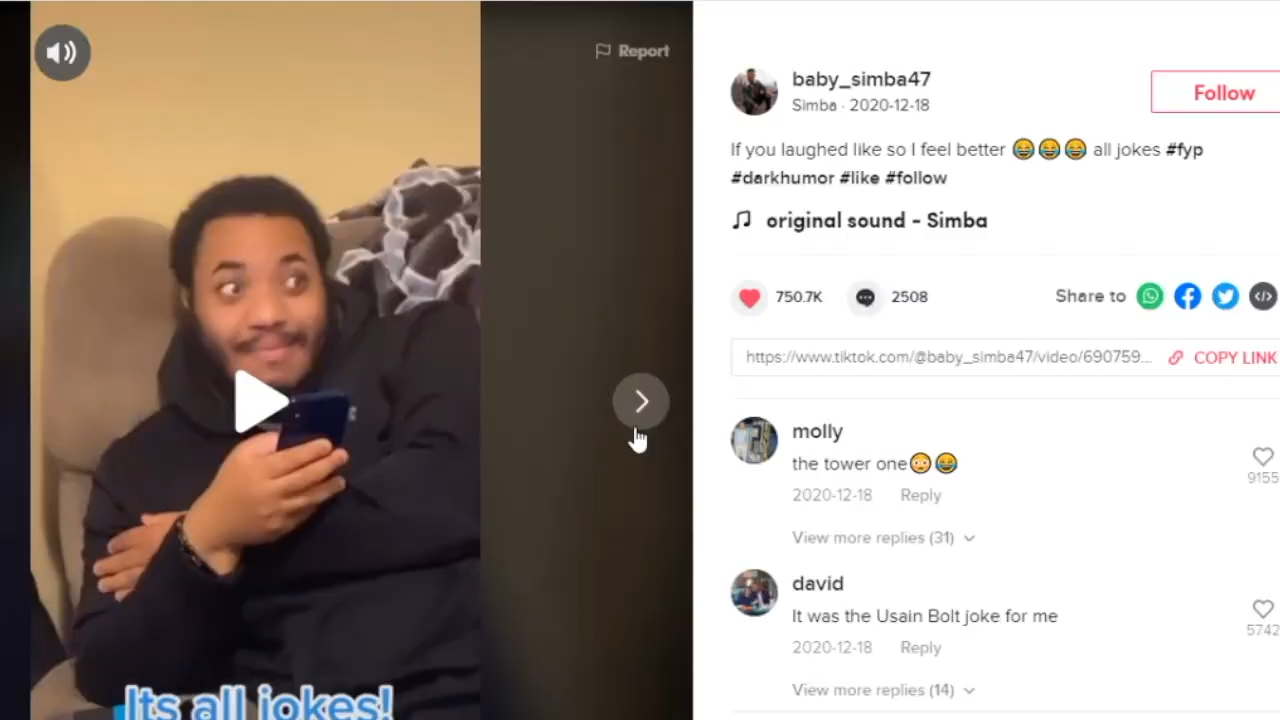 Report
baby_simba47
Simba · 2020-12-18
Follow
If you laughed like so I feel better 😂😂😂 all jokes #fyp
#darkhumor #like #follow
original sound - Simba
750.7K
2508
Share to
https://www.tiktok.com/@baby_simba47/video/690759...
COPY LINK
molly
the tower one😳😂
2020-12-18 Reply
9155
View more replies (31)
david
It was the Usain Bolt joke for me
2020-12-18 Reply
5742
View more replies (14)
Its all jokes!